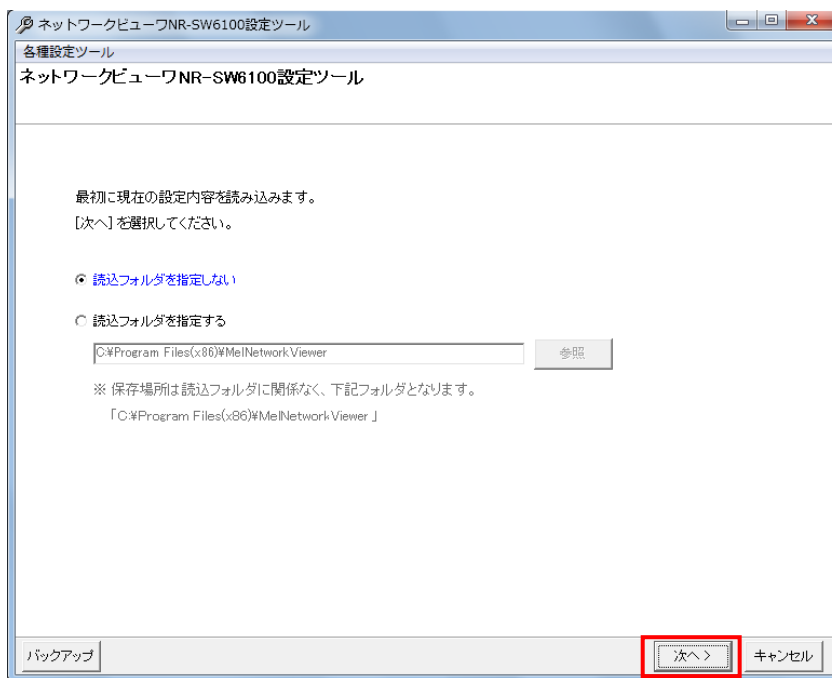 ネットワークビューワNR-SW6100設定ツール
各種設定ツール
ネットワークビューワNR-SW6100設定ツール
最初に現在の設定内容を読み込みます。
[次へ] を選択してください。
読込フォルダを指定しない
読込フォルダを指定する
C:¥Program Files(x86)¥MelNetworkViewer
参照
※ 保存場所は読込フォルダに関係なく、下記フォルダとなります。
「C:¥Program Files(x86)¥MelNetworkViewer 」
バックアップ
次へ >
キャンセル